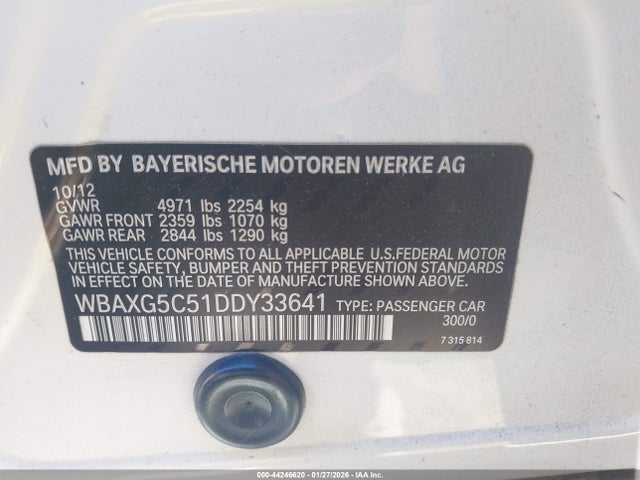 MFD BY BAYERISCHE MOTOREN WERKE AG
10/12
GVWR 4971 lbs 2254 kg
GAWR FRONT 2359 lbs 1070 kg
GAWR REAR 2844 lbs 1290 kg
THIS VEHICLE CONFORMS TO ALL APPLICABLE U.S.FEDERAL MOTOR
VEHICLE SAFETY, BUMPER AND THEFT PREVENTION STANDARDS
IN EFFECT ON THE DATE OF MANUFACTURE SHOWN ABOVE.
WBAXG5C51DDY33641 TYPE: PASSENGER CAR
300/0
7 315 814
000-44246620 - 01/27/2026 - IAAI.COM